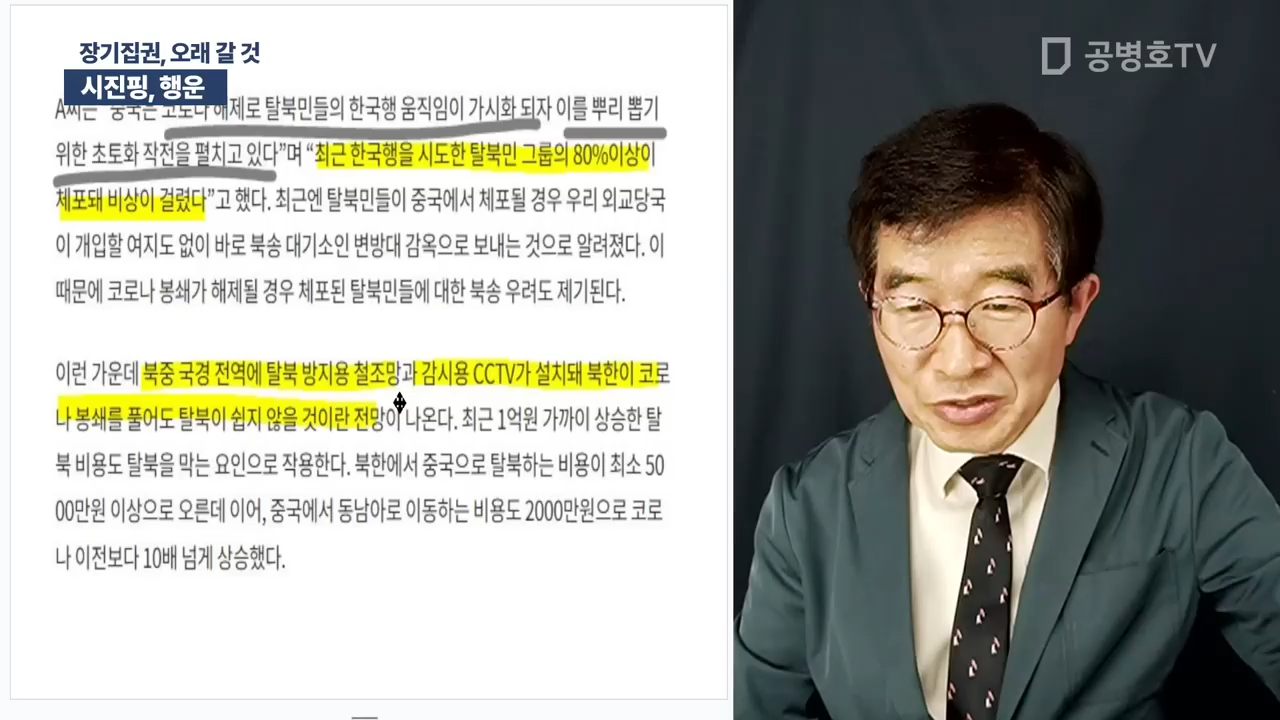 장기집권, 오래 갈 것
시진핑, 행운
공병호TV
A씨는 "중국은 코로나 해제로 탈북민들의 한국행 움직임이 가시화 되자 이를 뿌리 뽑기
위한 초토화 작전을 펼치고 있다”며 “최근 한국행을 시도한 탈북민 그룹의 80%이상이
체포돼 비상이 걸렸다”고 했다. 최근엔 탈북민들이 중국에서 체포될 경우 우리 외교당국
이 개입할 여지도 없이 바로 북송 대기소인 변방대 감옥으로 보내는 것으로 알려졌다. 이
때문에 코로나 봉쇄가 해제될 경우 체포된 탈북민들에 대한 북송 우려도 제기된다.
이런 가운데 북중 국경 전역에 탈북 방지용 철조망과 감시용 CCTV가 설치돼 북한이 코로
나 봉쇄를 풀어도 탈북이 쉽지 않을 것이란 전망이 나온다. 최근 1억원 가까이 상승한 탈
북 비용도 탈북을 막는 요인으로 작용한다. 북한에서 중국으로 탈북하는 비용이 최소 50
00만원 이상으로 오른데 이어, 중국에서 동남아로 이동하는 비용도 2000만원으로 코로
나 이전보다 10배 넘게 상승했다.